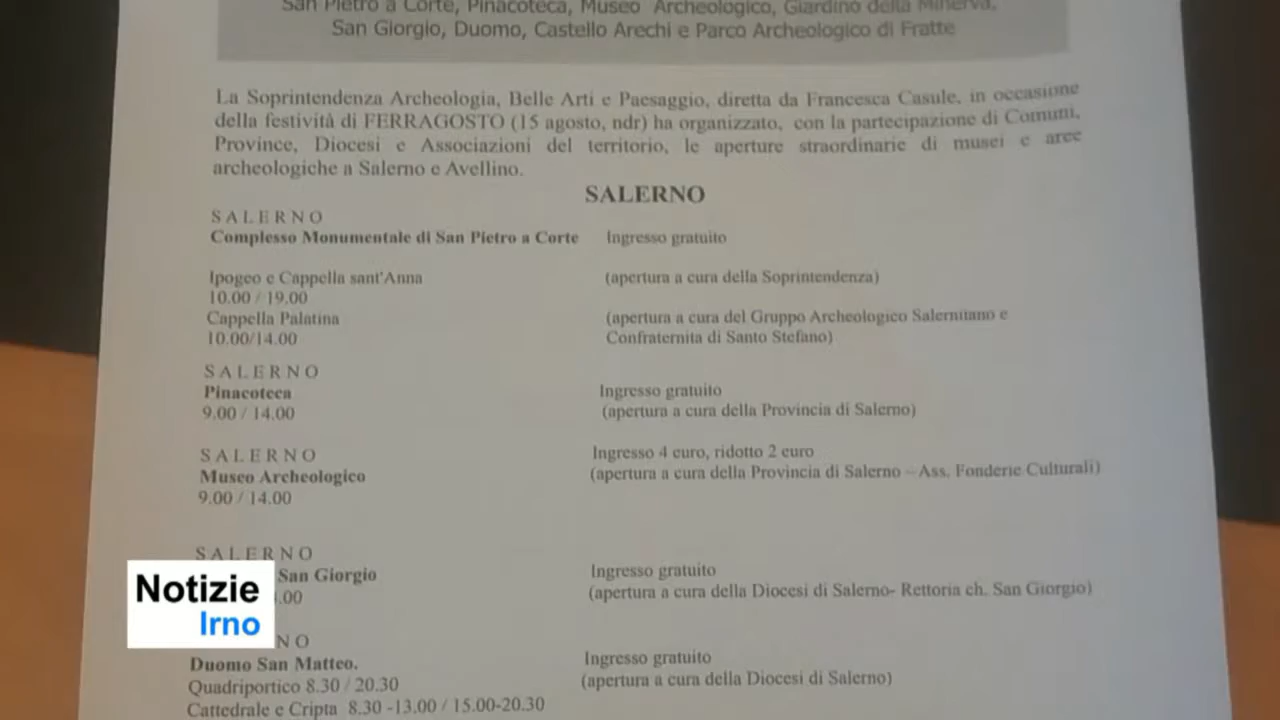 San Pietro a Corte, Pinacoteca, Museo Archeologico, Giardino della Minerva,
San Giorgio, Duomo, Castello Arechi e Parco Archeologico di Fratte
La Soprintendenza Archeologia, Belle Arti e Paesaggio, diretta da Francesca Casule, in occasione
della festività di FERRAGOSTO (15 agosto, ndr) ha organizzato, con la partecipazione di Comuni,
Province, Diocesi e Associazioni del territorio, le aperture straordinarie di musei e aree
archeologiche a Salerno e Avellino.
SALERNO
SALERNO
Complesso Monumentale di San Pietro a Corte Ingresso gratuito
Ipogeo e Cappella sant'Anna (apertura a cura della Soprintendenza)
10.00 / 19.00
Cappella Palatina (apertura a cura del Gruppo Archeologico Salernitano e
10.00/14.00 Confraternita di Santo Stefano)
SALERNO
Pinacoteca Ingresso gratuito
9.00 / 14.00 (apertura a cura della Provincia di Salerno)
SALERNO Ingresso 4 euro, ridotto 2 euro
Museo Archeologico (apertura a cura della Provincia di Salerno – Ass. Fonderie Culturali)
9.00 / 14.00
SALERNO
San Giorgio Ingresso gratuito
.00 (apertura a cura della Diocesi di Salerno- Rettoria ch. San Giorgio)
Notizie
Irno
NO
Duomo San Matteo. Ingresso gratuito
Quadriportico 8.30 / 20.30 (apertura a cura della Diocesi di Salerno)
Cattedrale e Cripta 8.30 -13.00 / 15.00-20.30